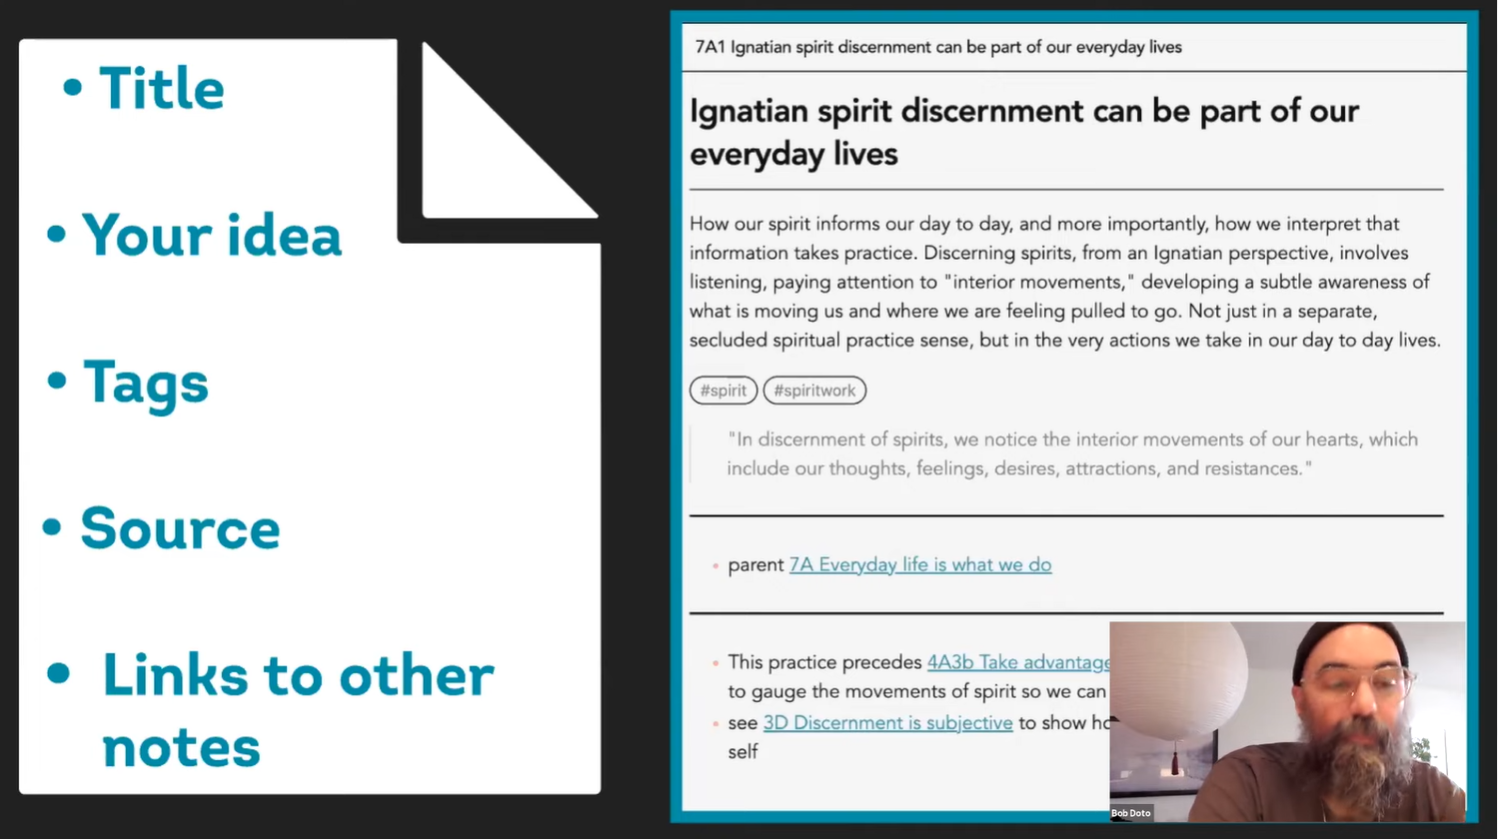 • Title
• Your idea
• Tags
• Source
• Links to other
notes
7A1 Ignatian spirit discernment can be part of our everyday lives
Ignatian spirit discernment can be part of our
everyday lives
How our spirit informs our day to day, and more importantly, how we interpret that
information takes practice. Discerning spirits, from an Ignatian perspective, involves
listening, paying attention to "interior movements," developing a subtle awareness of
what is moving us and where we are feeling pulled to go. Not just in a separate,
secluded spiritual practice sense, but in the very actions we take in our day to day lives.
#spirit #spiritwork
"In discernment of spirits, we notice the interior movements of our hearts, which
include our thoughts, feelings, desires, attractions, and resistances."
• parent 7A Everyday life is what we do
• This practice precedes 4A3b Take advantage
to gauge the movements of spirit so we can
• see 3D Discernment is subjective to show
self
Bob Doto